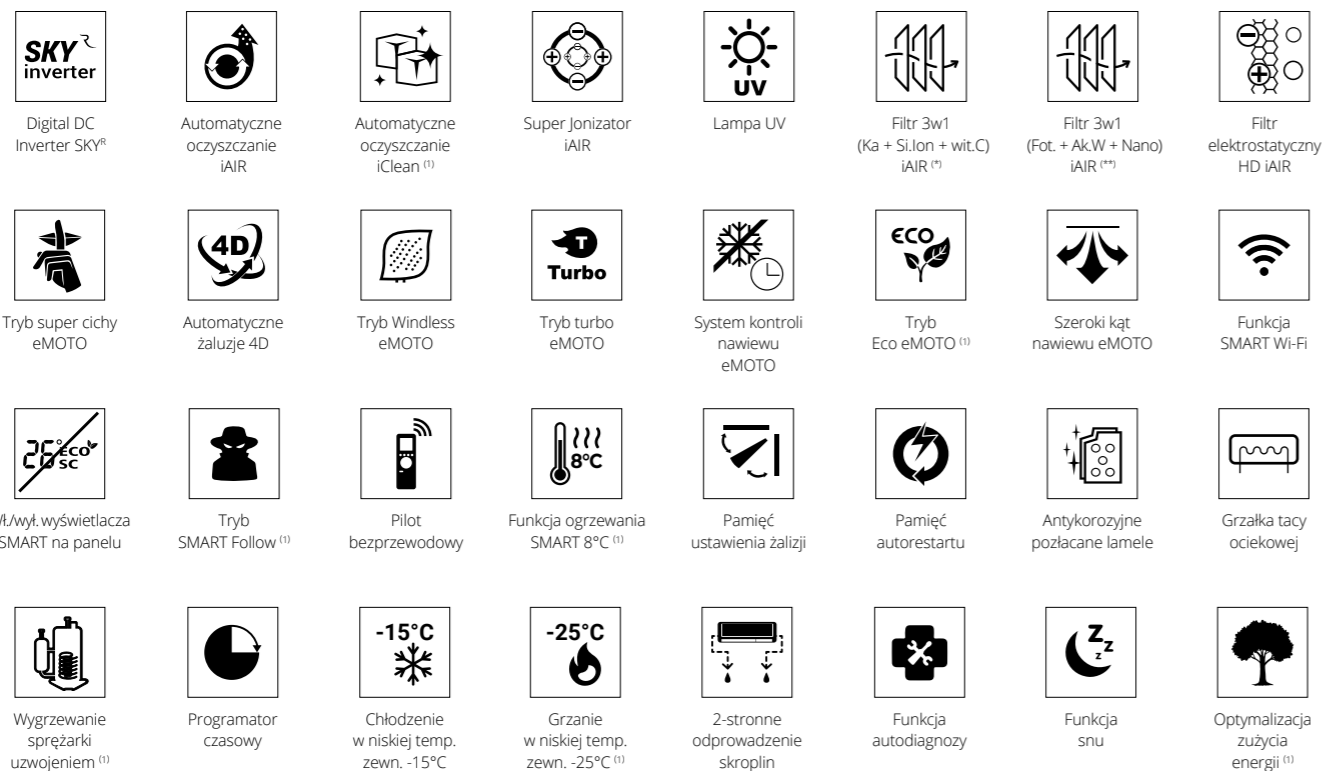 SKY R
inverter
UV
Digital DC
Inverter SKYᴿ
Automatyczne
oczyszczanie
iAIR
Automatyczne
oczyszczanie
iClean (1)
Super Jonizator
iAIR
Lampa UV
Filtr 3w1
(Ka + Si.Ion + wit.C)
iAIR (*)
Filtr 3w1
(Fot. + Ak.W + Nano)
iAIR (**)
Filtr
elektrostatyczny
HD iAIR
4D
T
Turbo
ECO
Tryb super cichy
eMOTO
Automatyczne
żaluzje 4D
Tryb Windless
eMOTO
Tryb turbo
eMOTO
System kontroli
nawiewu
eMOTO
Tryb
Eco eMOTO (1)
Szeroki kąt
nawiewu eMOTO
Funkcja
SMART Wi-Fi
26° ECO
SC
8°C
Wł./wył. wyświetlacza
SMART na panelu
Tryb
SMART Follow (1)
Pilot
bezprzewodowy
Funkcja ogrzewania
SMART 8°C (1)
Pamięć
ustawienia żalizji
Pamięć
autorestartu
Antykorozyjne
pozłacane lamele
Grzałka tacy
ociekowej
-15°C
-25°C
Z z z
Wygrzewanie
sprężarki
uzwojeniem (1)
Programator
czasowy
Chłodzenie
w niskiej temp.
zewn. -15°C
Grzanie
w niskiej temp.
zewn. -25°C (1)
2-stronne
odprowadzenie
skroplin
Funkcja
autodiagnozy
Funkcja
snu
Optymalizacja
zużycia
energii (1)